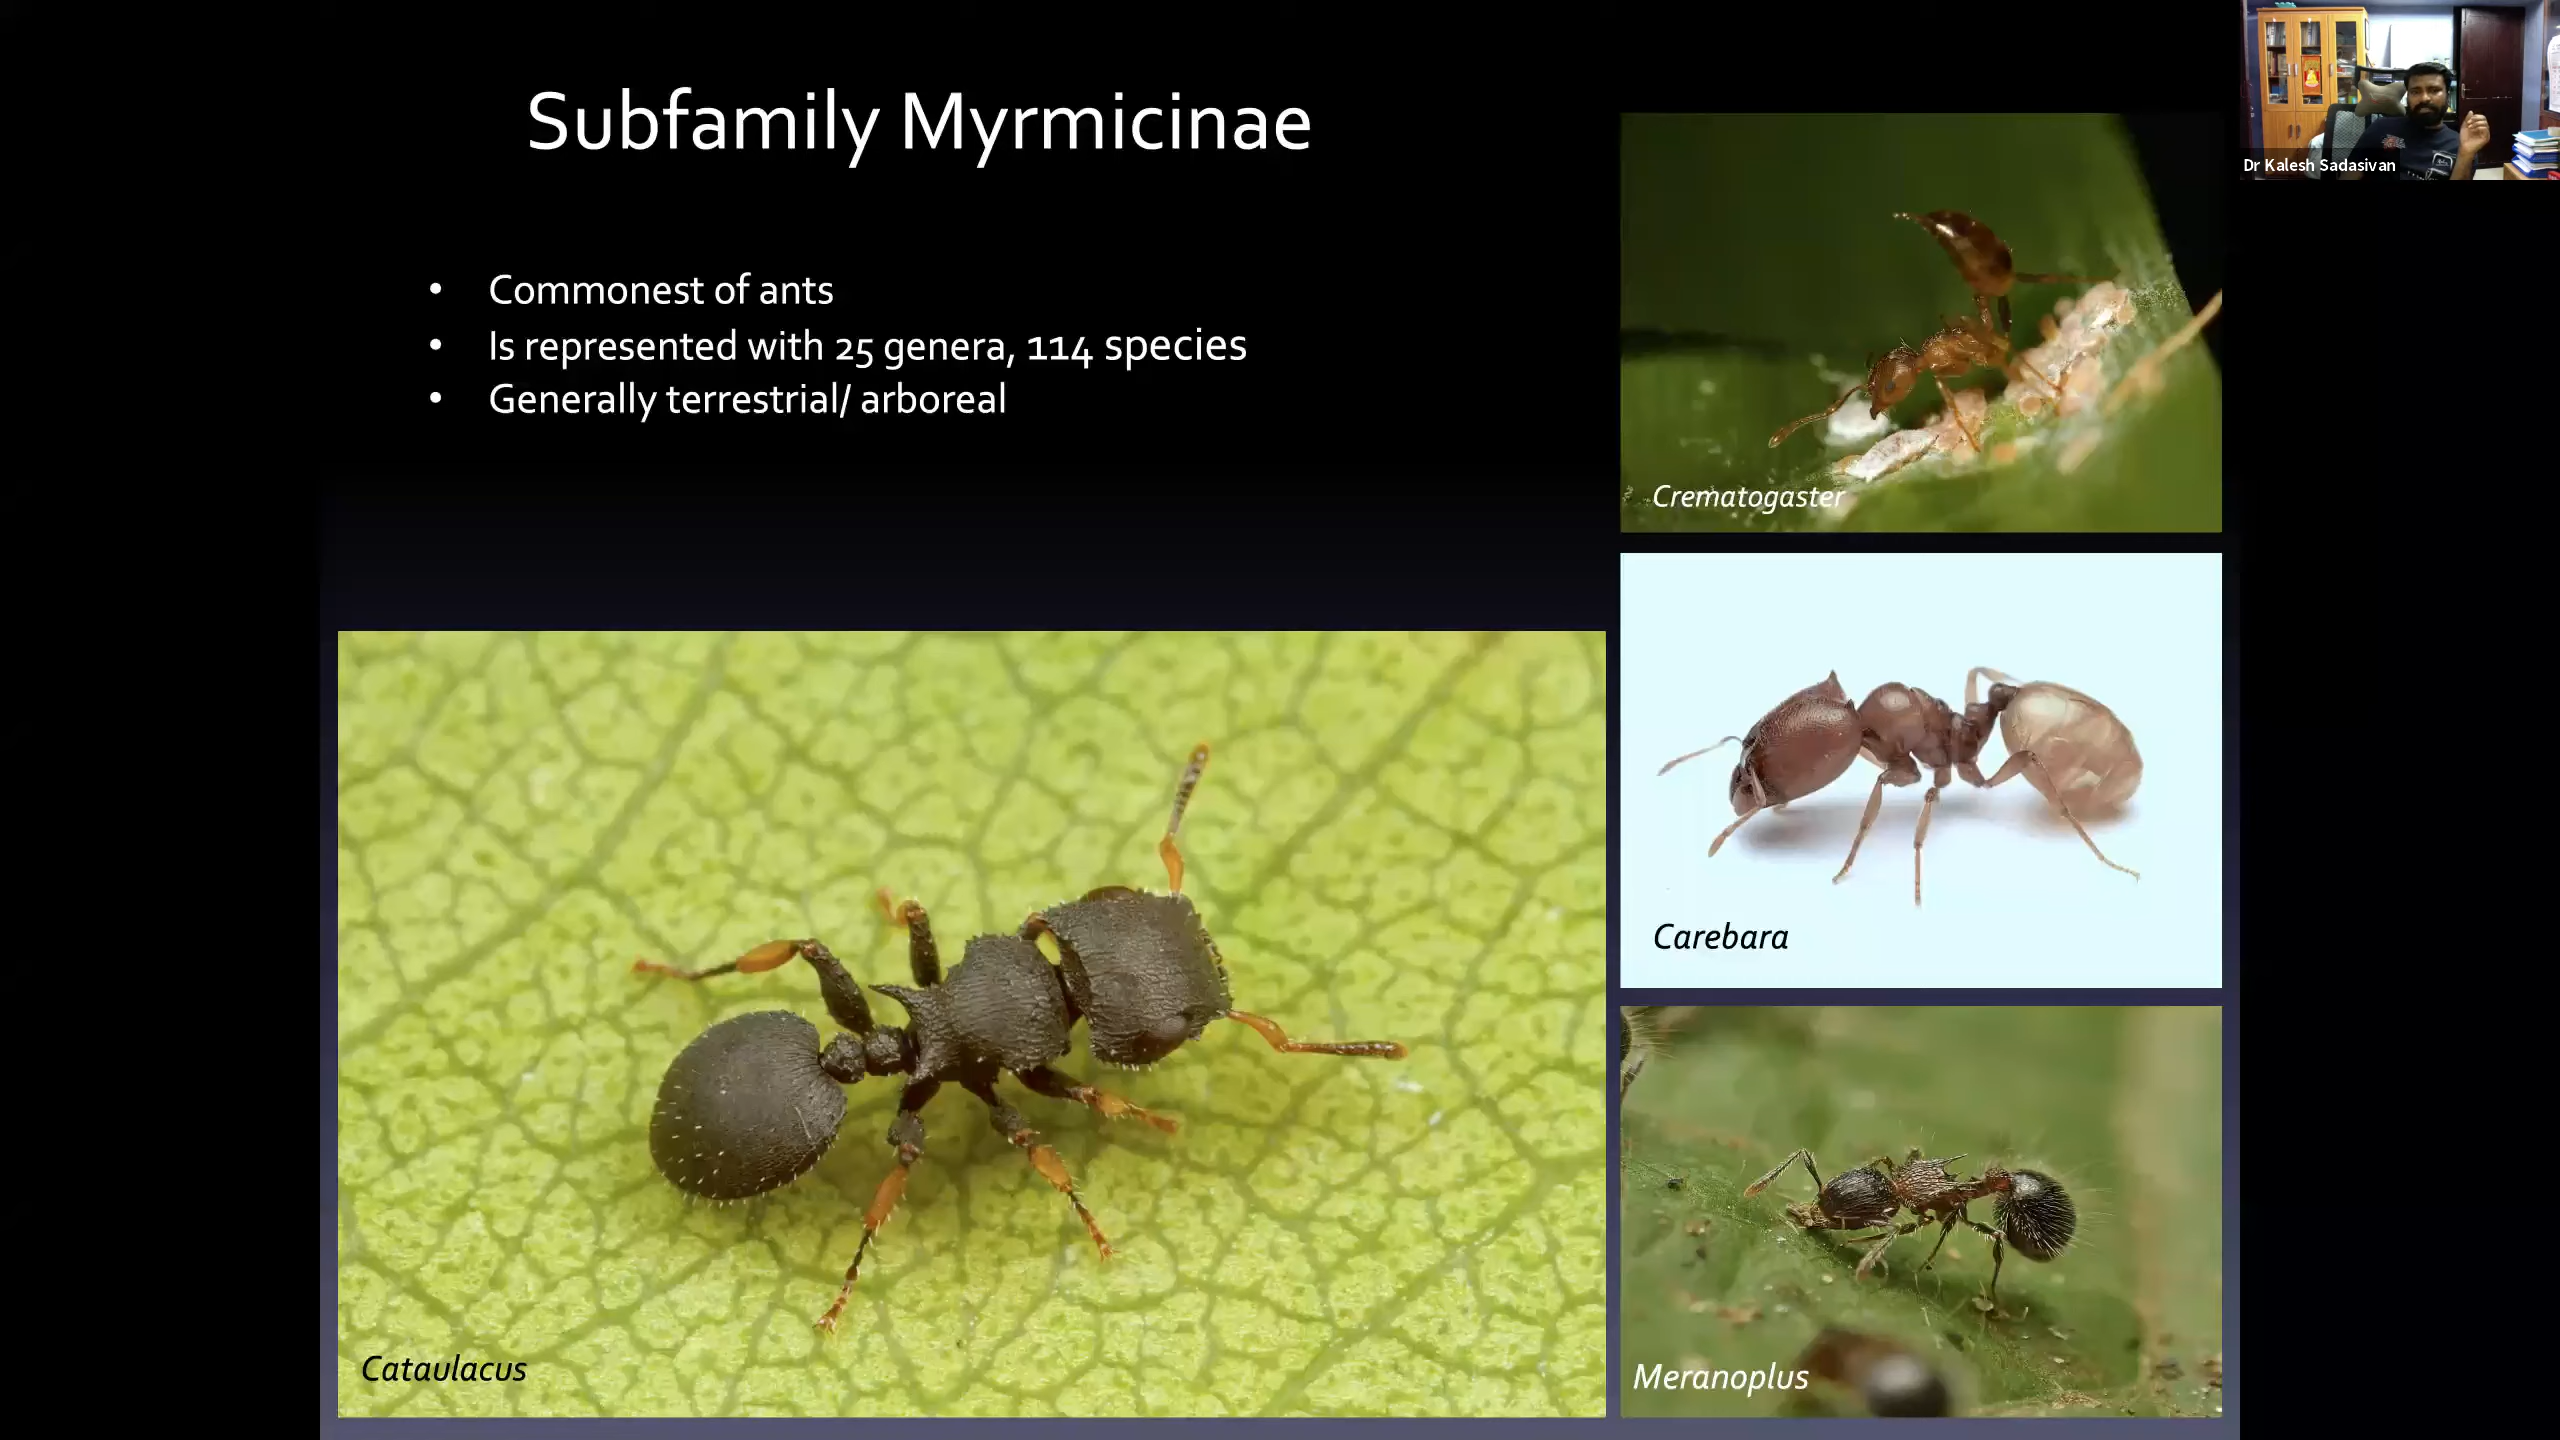 Subfamily Myrmicinae
• Commonest of ants
• Is represented with 25 genera, 114 species
• Generally terrestrial/ arboreal
Crematogaster
Carebara
Cataulacus
Meranoplus
Dr Kalesh Sadasivan